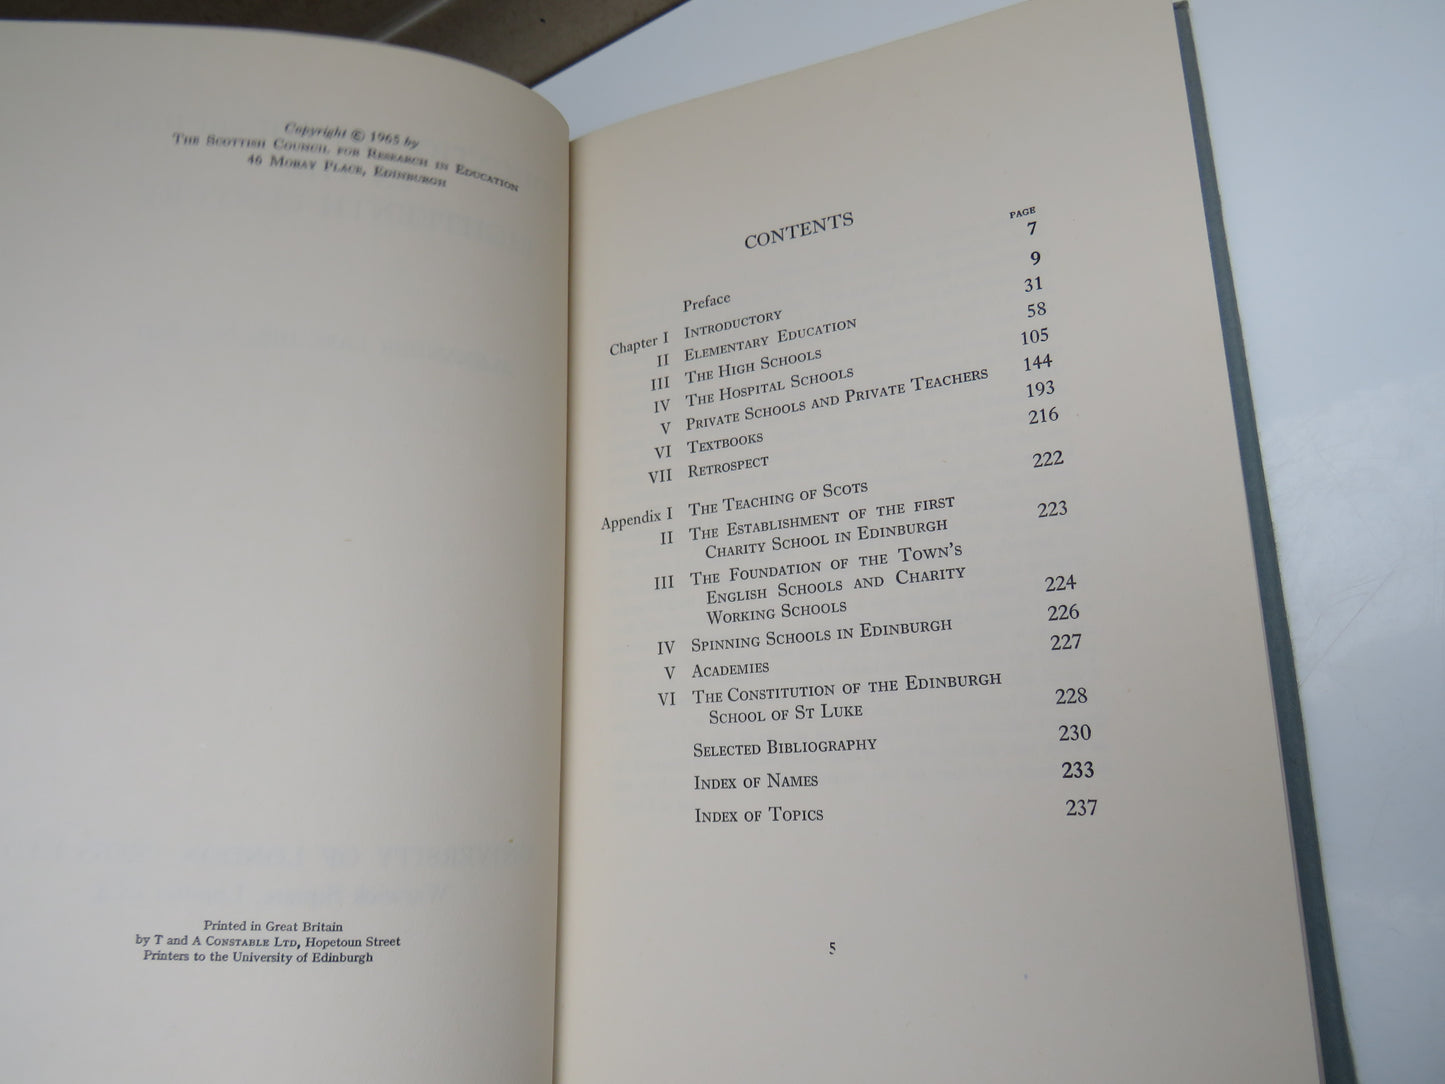 Copyright © 1965 by
THE SCOTTISH COUNCIL FOR RESEARCH IN EDUCATION
46 MORAY PLACE, EDINBURGH
Printed in Great Britain
by T and A CONSTABLE LTD, Hopetoun Street
Printers to the University of Edinburgh
CONTENTS
PAGE
Preface 7
Chapter I INTRODUCTORY 9
II ELEMENTARY EDUCATION 31
III THE HIGH SCHOOLS 58
IV THE HOSPITAL SCHOOLS 105
V PRIVATE SCHOOLS AND PRIVATE TEACHERS 144
VI TEXTBOOKS 193
VII RETROSPECT 216
Appendix I THE TEACHING OF SCOTS 222
II THE ESTABLISHMENT OF THE FIRST
CHARITY SCHOOL IN EDINBURGH 223
III THE FOUNDATION OF THE TOWN'S
ENGLISH SCHOOLS AND CHARITY
WORKING SCHOOLS 224
IV SPINNING SCHOOLS IN EDINBURGH 226
V ACADEMIES 227
VI THE CONSTITUTION OF THE EDINBURGH
SCHOOL OF ST LUKE 228
SELECTED BIBLIOGRAPHY 230
INDEX OF NAMES 233
INDEX OF TOPICS 237
5